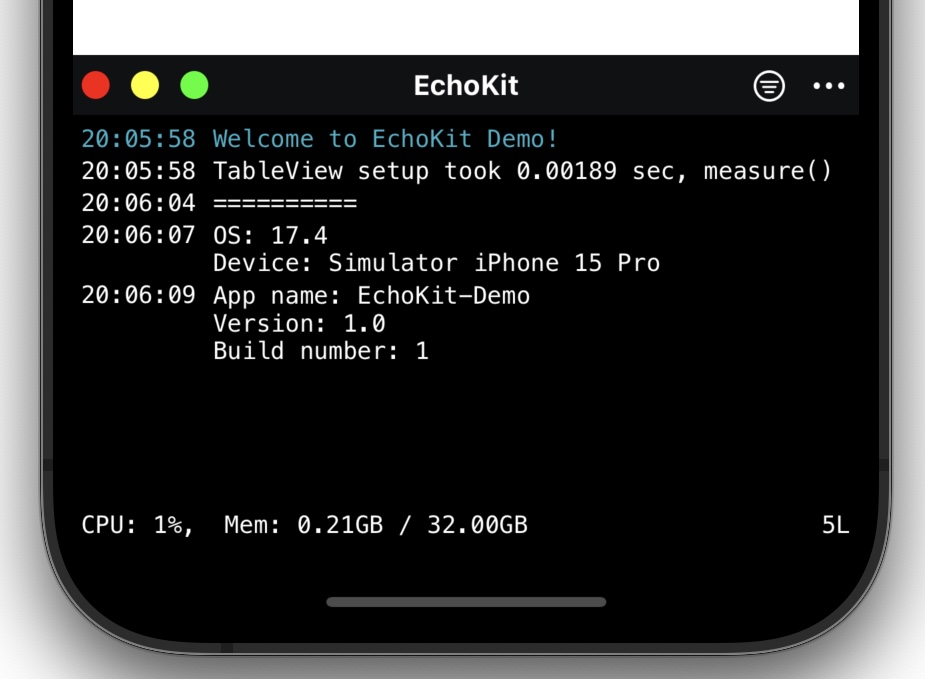 EchoKit
20:05:58 Welcome to EchoKit Demo!
20:05:58 TableView setup took 0.00189 sec, measure()
20:06:04 ==========
20:06:07 OS: 17.4
Device: Simulator iPhone 15 Pro
20:06:09 App name: EchoKit-Demo
Version: 1.0
Build number: 1
CPU: 1%, Mem: 0.21GB / 32.00GB 5L